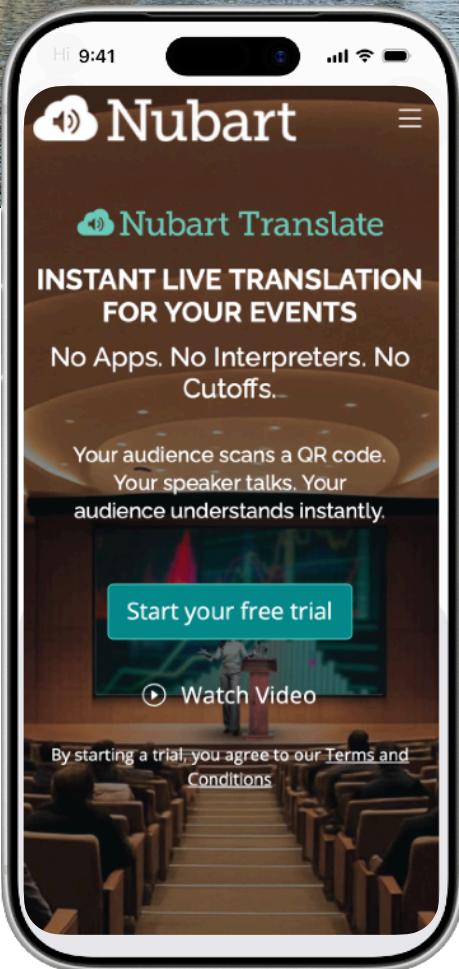 Hi 9:41
Nubart
Nubart Translate
INSTANT LIVE TRANSLATION
FOR YOUR EVENTS
No Apps. No Interpreters. No
Cutoffs.
Your audience scans a QR code.
Your speaker talks. Your
audience understands instantly.
Start your free trial
Watch Video
By starting a trial, you agree to our Terms and
Conditions